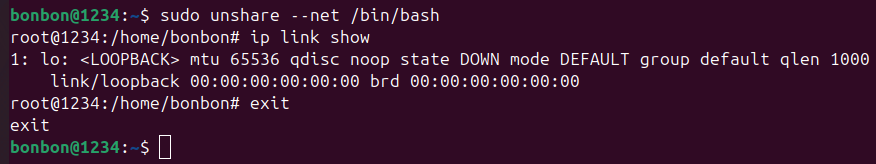 bonbon@1234:~$ sudo unshare --net /bin/bash
root@1234:/home/bonbon# ip link show
1: lo: <LOOPBACK> mtu 65536 qdisc noop state DOWN mode DEFAULT group default qlen 1000
    link/loopback 00:00:00:00:00:00 brd 00:00:00:00:00:00
root@1234:/home/bonbon# exit
exit
bonbon@1234:~$